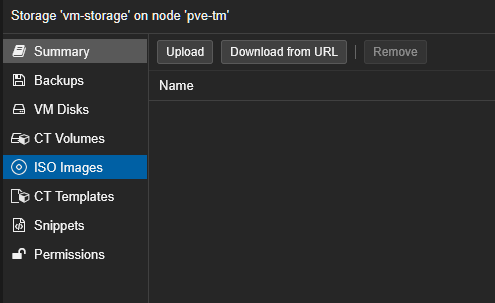 Storage 'vm-storage' on node 'pve-tm'
Summary
Upload
Download from URL
Remove
Backups
Name
VM Disks
CT Volumes
ISO Images
CT Templates
Snippets
Permissions